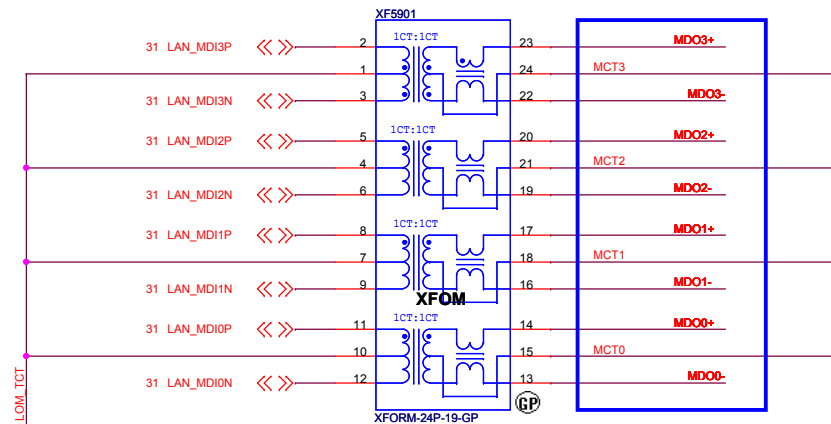 XF5901
31 LAN_MDI3P 2 1CT:1CT 23 MDO3+
1 24 MCT3
31 LAN_MDI3N 3 22 MDO3-
31 LAN_MDI2P 5 1CT:1CT 20 MDO2+
4 21 MCT2
31 LAN_MDI2N 6 19 MDO2-
31 LAN_MDI1P 8 1CT:1CT 17 MDO1+
7 18 MCT1
31 LAN_MDI1N 9 16 MDO1-
XFOM
31 LAN_MDI0P 11 1CT:1CT 14 MDO0+
10 15 MCT0
31 LAN_MDI0N 12 13 MDO0-
LOM_TCT
GP
XFORM-24P-19-GP